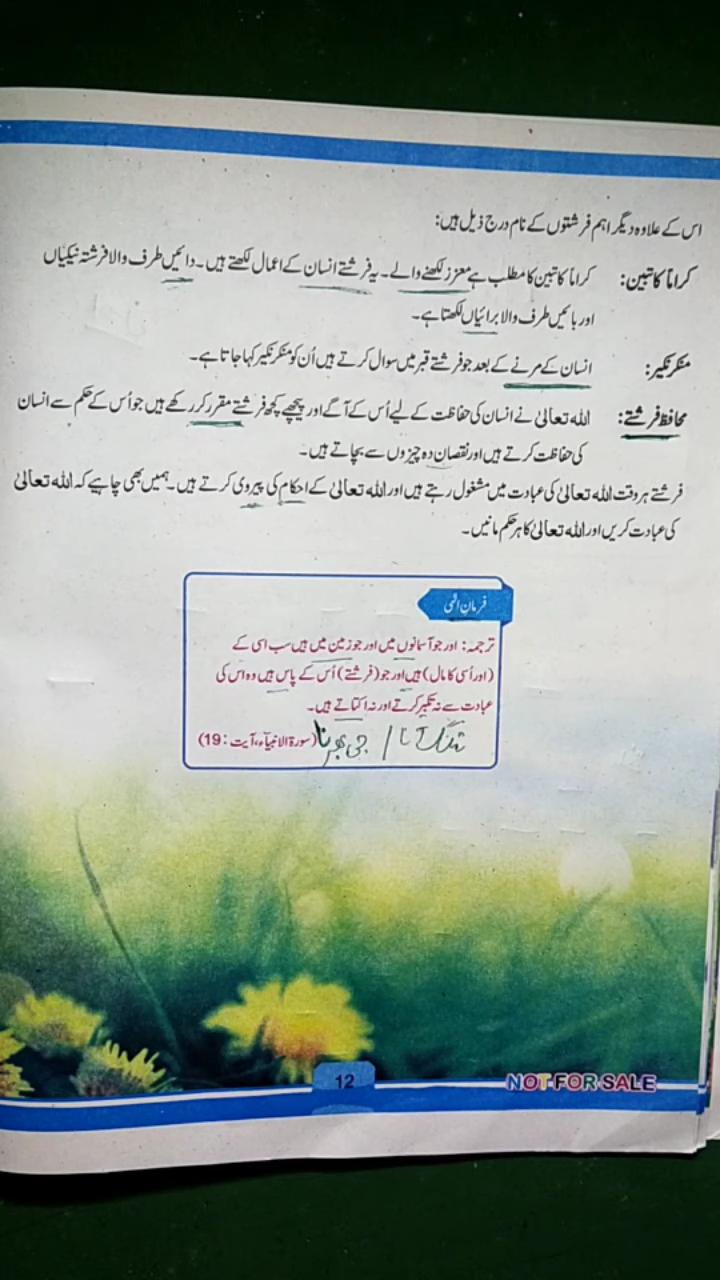 اس کے علاوہ دیگر اہم فرشتوں کے نام درج ذیل ہیں:
کراماً کاتبین: کراماً کاتبین کا مطلب ہے معزز لکھنے والے۔ یہ فرشتے انسان کے اعمال لکھتے ہیں۔ دائیں طرف والا فرشتہ نیکیاں
اور بائیں طرف والا برائیاں لکھتا ہے۔
منکر نکیر: انسان کے مرنے کے بعد جو فرشتے قبر میں سوال کرتے ہیں اُن کو منکر نکیر کہا جاتا ہے۔
محافظ فرشتے: اللہ تعالیٰ نے انسان کی حفاظت کے لیے اُس کے آگے اور پیچھے کچھ فرشتے مقرر کر رکھے ہیں جو اُس کے حکم سے انسان
کی حفاظت کرتے ہیں اور نقصان دہ چیزوں سے بچاتے ہیں۔
فرشتے ہر وقت اللہ تعالیٰ کی عبادت میں مشغول رہتے ہیں اور اللہ تعالیٰ کے احکام کی پیروی کرتے ہیں۔ ہمیں بھی چاہیے کہ اللہ تعالیٰ
کی عبادت کریں اور اللہ تعالیٰ کا ہر حکم مانیں۔
فرمانِ الٰہی
ترجمہ: اور جو آسمانوں میں اور جو زمین میں ہیں سب اسی کے
(اور اُسی کا مال) ہیں اور جو (فرشتے) اُس کے پاس ہیں وہ اس کی
عبادت سے نہ تکبر کرتے اور نہ اکتاتے ہیں۔
تنگ آنا / جی بھرنا (سورۃ الانبیآء، آیت: 19)
12
NOT FOR SALE